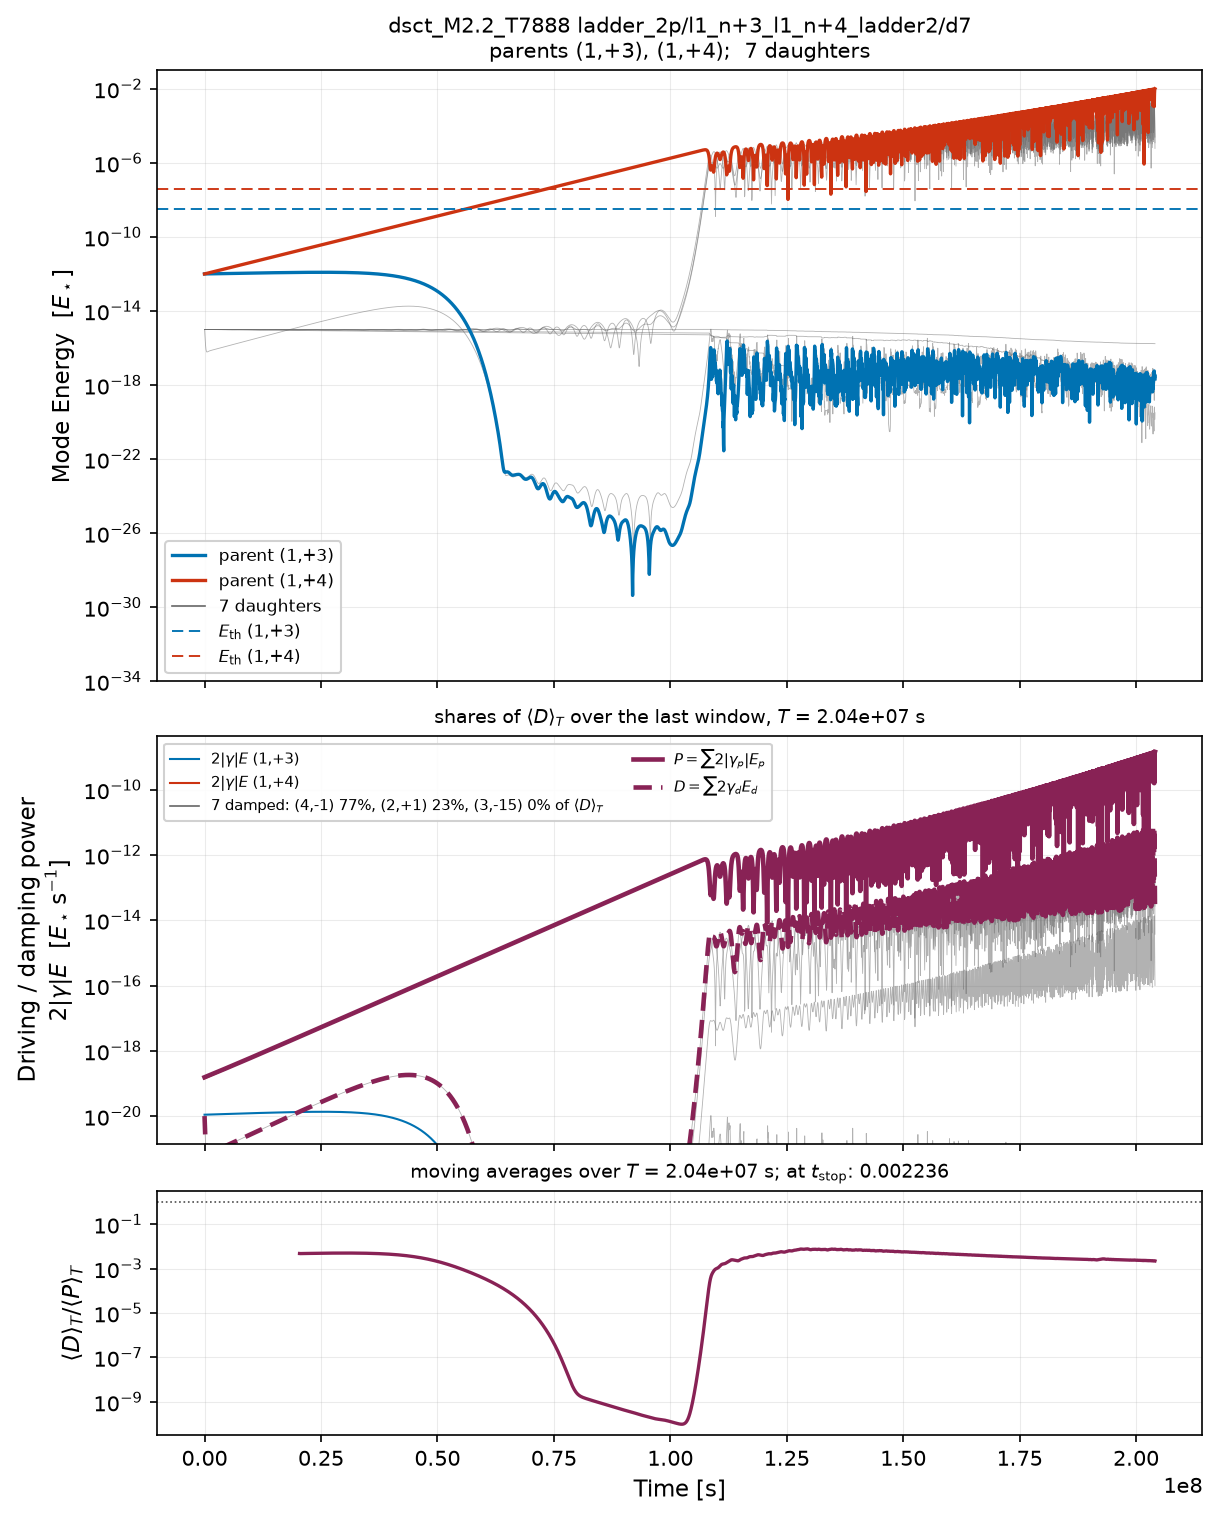 dsct_M2.2_T7888 ladder_2p/l1_n+3_l1_n+4_ladder2/d7
parents (1,+3), (1,+4);  7 daughters
Mode Energy [E⋆]
10⁻²
10⁻⁶
10⁻¹⁰
10⁻¹⁴
10⁻¹⁸
10⁻²²
10⁻²⁶
10⁻³⁰
10⁻³⁴
parent (1,+3)
parent (1,+4)
7 daughters
E_th (1,+3)
E_th (1,+4)
shares of ⟨D⟩_T over the last window, T = 2.04e+07 s
Driving / damping power
2|γ|E [E⋆ s⁻¹]
10⁻¹⁰
10⁻¹²
10⁻¹⁴
10⁻¹⁶
10⁻¹⁸
10⁻²⁰
2|γ|E (1,+3)
2|γ|E (1,+4)
7 damped: (4,-1) 77%, (2,+1) 23%, (3,-15) 0% of ⟨D⟩_T
P = ∑2|γ_p|E_p
D = ∑2γ_dE_d
moving averages over T = 2.04e+07 s; at t_stop: 0.002236
⟨D⟩_T/⟨P⟩_T
10⁻¹
10⁻³
10⁻⁵
10⁻⁷
10⁻⁹
0.00 0.25 0.50 0.75 1.00 1.25 1.50 1.75 2.00
Time [s]
1e8